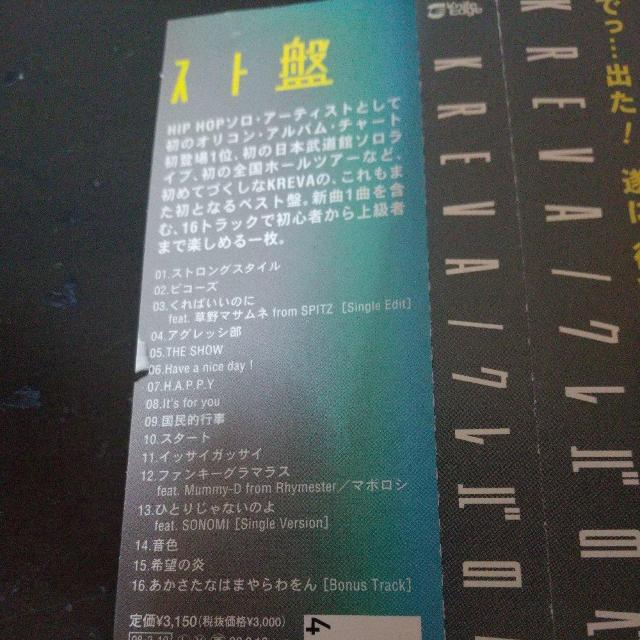 スト盤
HIP HOPソロ・アーティストとして
初のオリコン・アルバム・チャート
初登場1位、初の日本武道館ソロラ
イブ、初の全国ホールツアーなど、
初めてづくしなKREVAの、これもま
た初となるベスト盤。新曲1曲を含
む、16トラックで初心者から上級者
まで楽しめる一枚。
01.ストロングスタイル
02.ビコーズ
03.くればいいのに
feat. 草野マサムネ from SPITZ [Single Edit]
04.アグレッシ部
05.THE SHOW
06.Have a nice day!
07.H.A.P.P.Y
08.It's for you
09.国民的行事
10.スタート
11.イッサイガッサイ
12.ファンキーグラマラス
feat. Mummy-D from Rhymester/マボロシ
13.ひとりじゃないのよ
feat. SONOMI [Single Version]
14.音色
15.希望の炎
16.あかさたなはまやらわをん [Bonus Track]
定価¥3,150(税抜価格¥3,000)
4
KREVA/クレバの
KREVA/クレバの
でっ…出た!